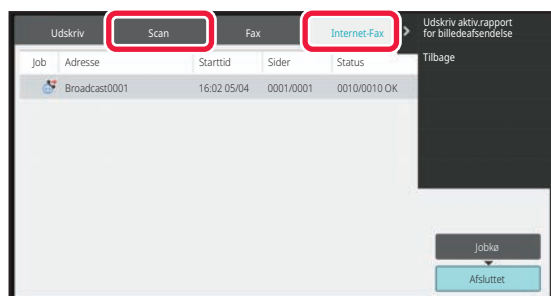 Udskriv Scan Fax Internet-Fax
Job Adresse Starttid Sider Status
Broadcast0001 16:02 05/04 0001/0001 0010/0010 OK
Udskriv aktiv.rapport
for billedeafsendelse
Tilbage
Jobkø
Afsluttet